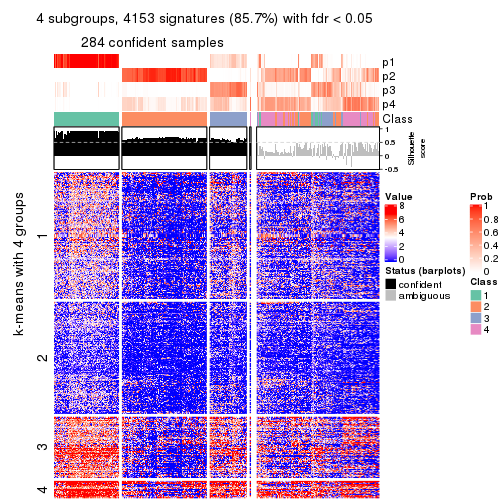 4 subgroups, 4153 signatures (85.7%) with fdr < 0.05
284 confident samples
p1
p2
p3
p4
Class
1
0.5
0
-0.5
Silhouette
score
k-means with 4 groups
1
2
3
4
Value
8
6
4
2
0
Status (barplots)
confident
ambiguous
Prob
1
0.8
0.6
0.4
0.2
0
Class
1
2
3
4